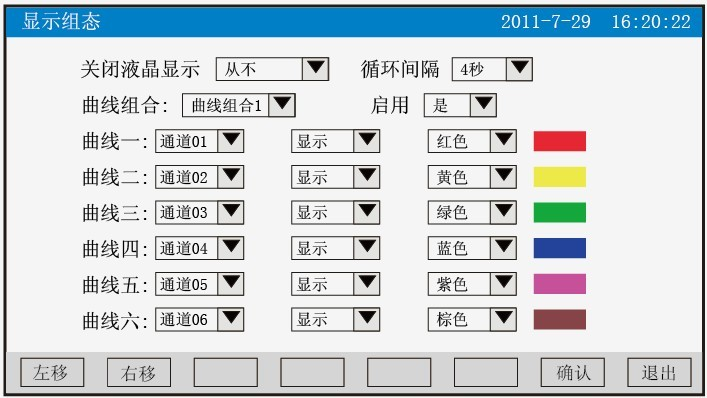 显示组态 2011-7-29 16:20:22
关闭液晶显示 从不 循环间隔 4秒
曲线组合: 曲线组合1 启用 是
曲线一: 通道01 显示 红色
曲线二: 通道02 显示 黄色
曲线三: 通道03 显示 绿色
曲线四: 通道04 显示 蓝色
曲线五: 通道05 显示 紫色
曲线六: 通道06 显示 棕色
左移 右移 确认 退出